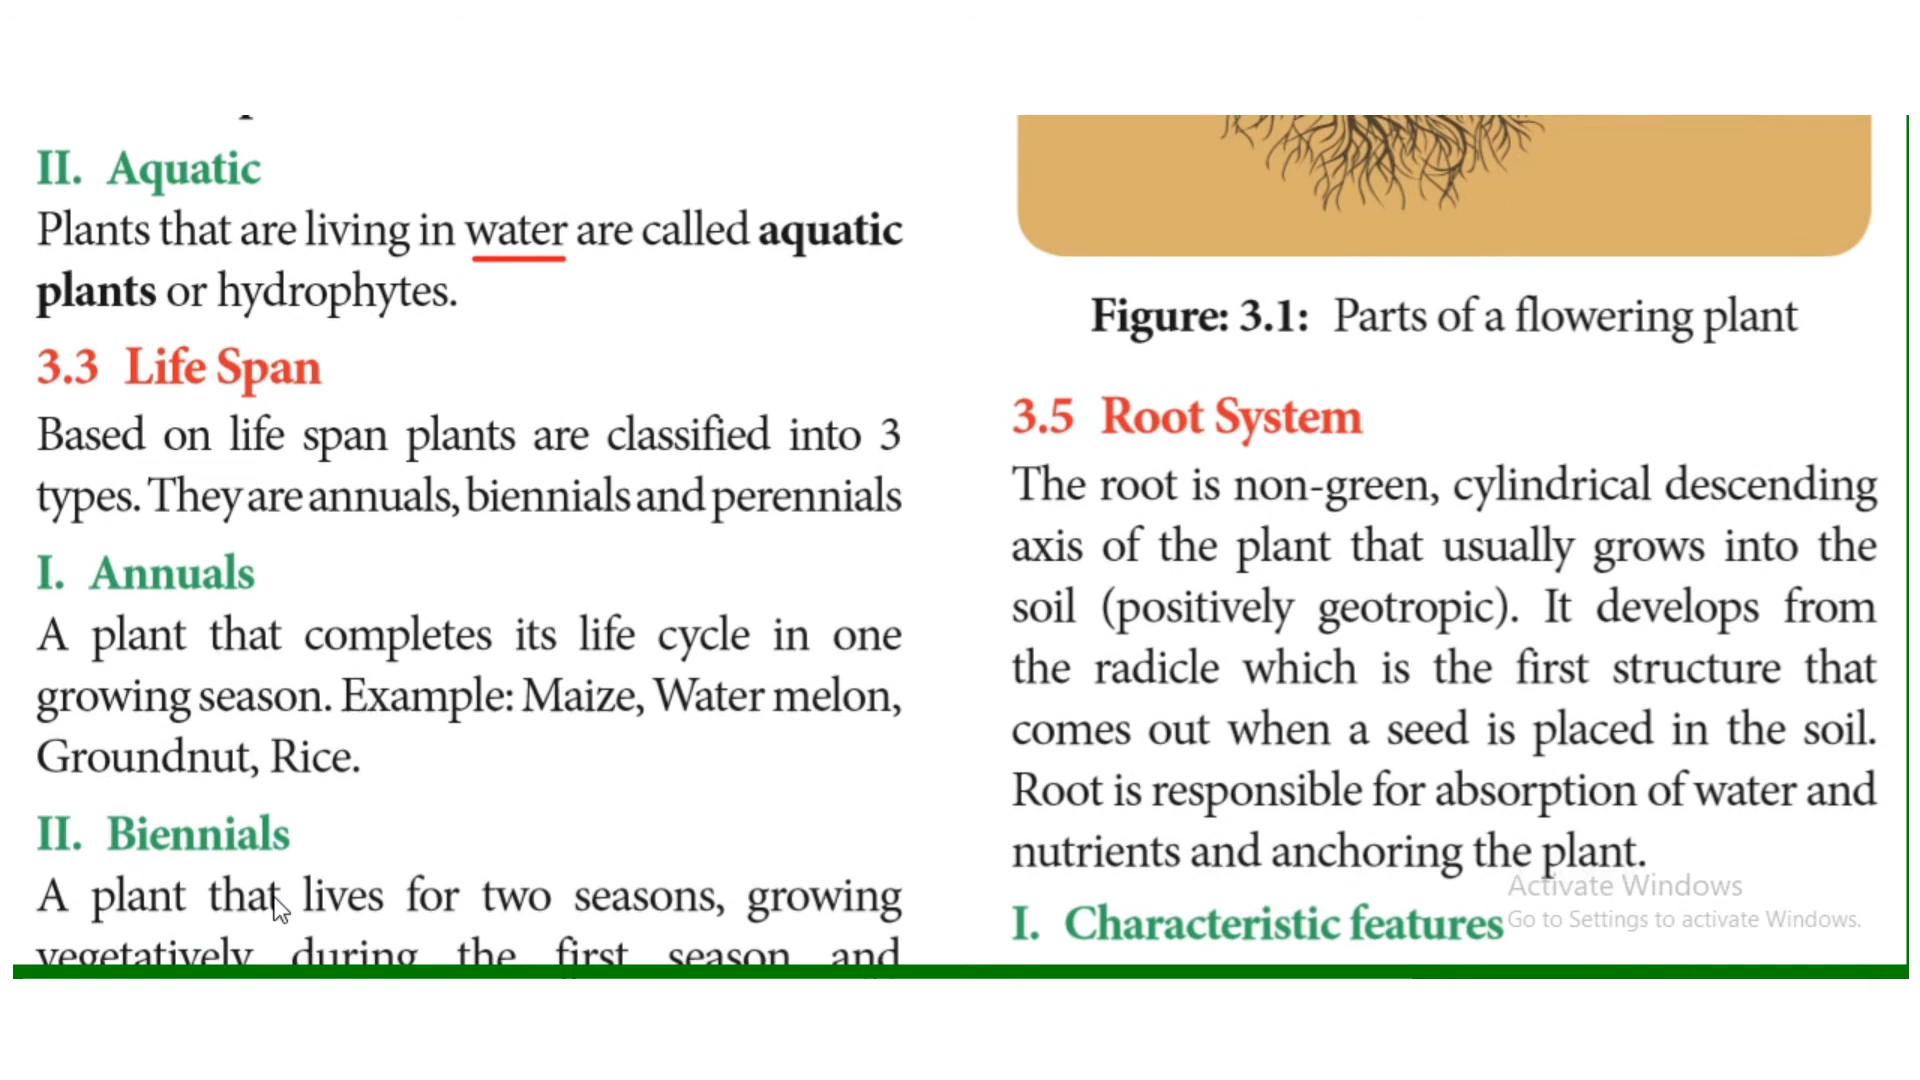 II. Aquatic
Plants that are living in water are called aquatic
plants or hydrophytes.
3.3 Life Span
Based on life span plants are classified into 3
types. They are annuals, biennials and perennials
I. Annuals
A plant that completes its life cycle in one
growing season. Example: Maize, Water melon,
Groundnut, Rice.
II. Biennials
A plant that lives for two seasons, growing
vegetatively during the first season and
Figure: 3.1: Parts of a flowering plant
3.5 Root System
The root is non-green, cylindrical descending
axis of the plant that usually grows into the
soil (positively geotropic). It develops from
the radicle which is the first structure that
comes out when a seed is placed in the soil.
Root is responsible for absorption of water and
nutrients and anchoring the plant.
I. Characteristic features
Activate Windows
Go to Settings to activate Windows.